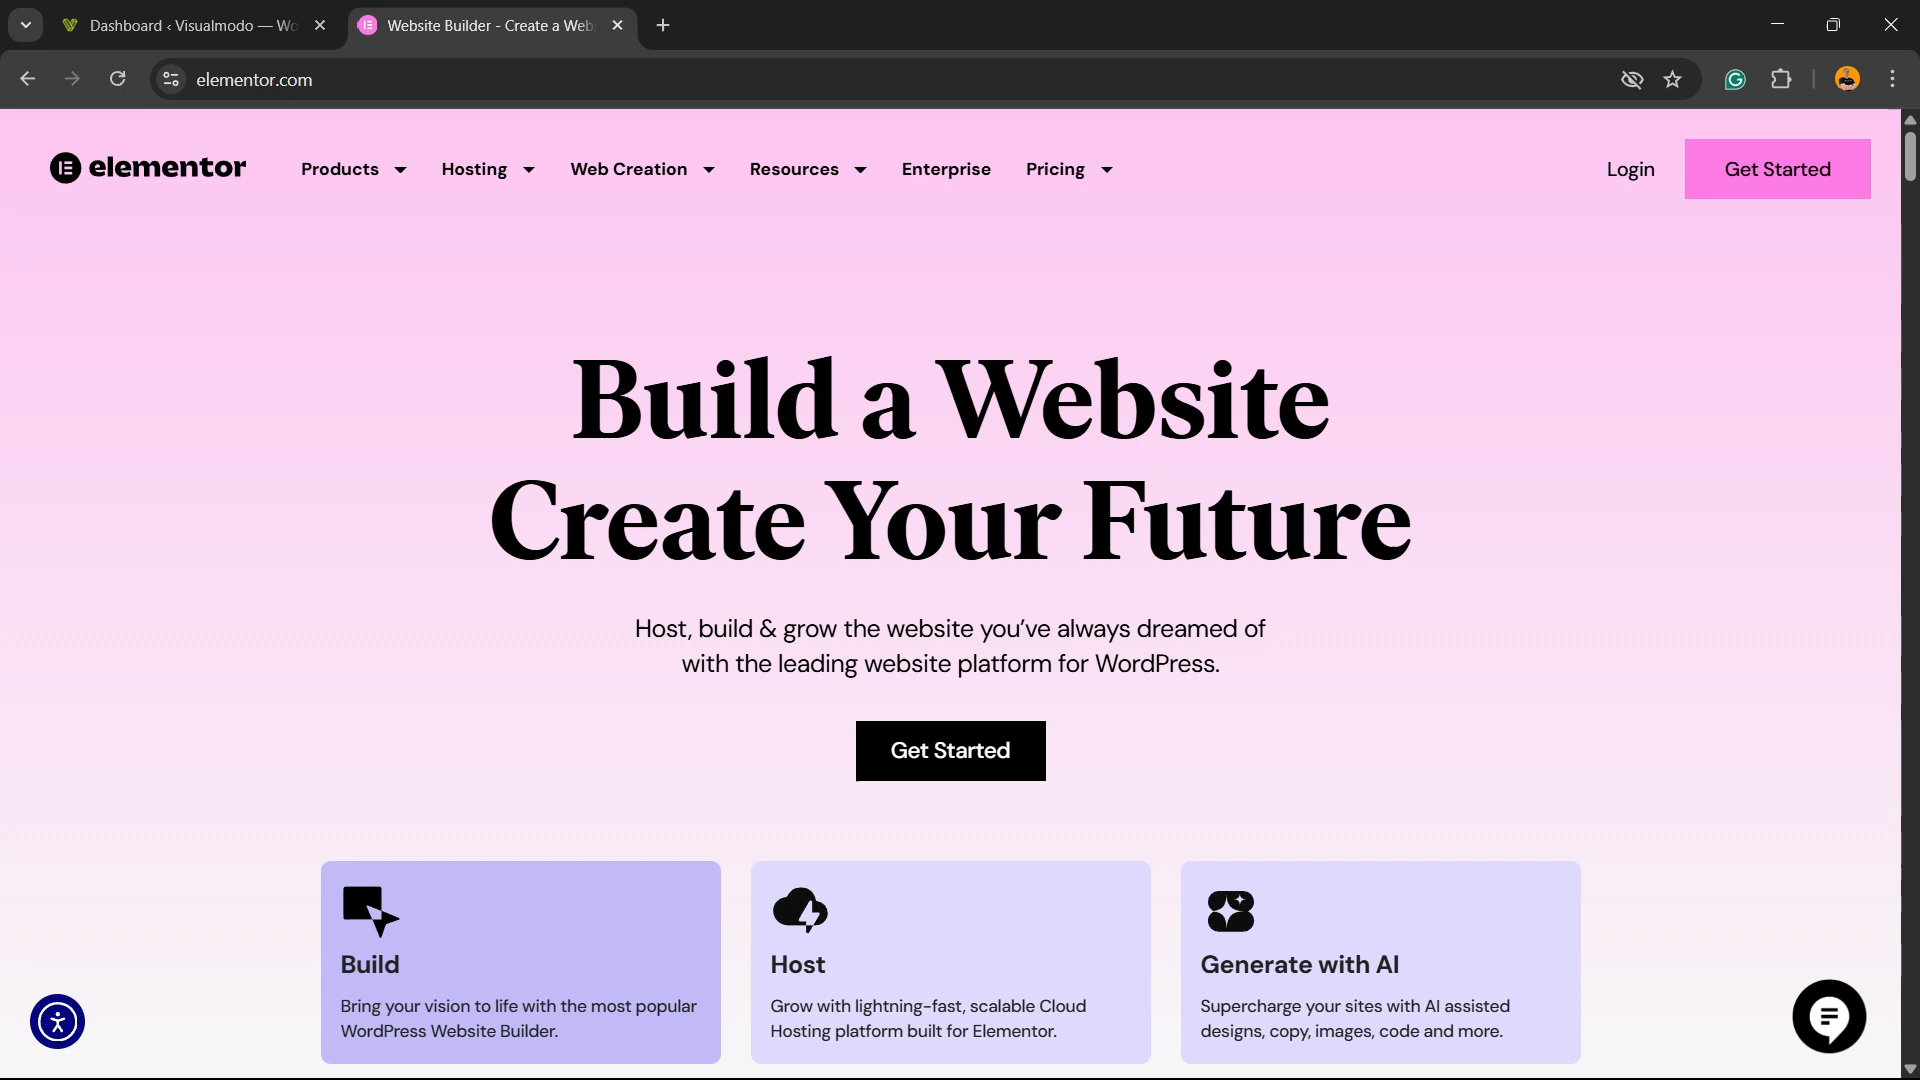 Dashboard ‹ Visualmodo — Wo
Website Builder - Create a Web
elementor.com
elementor
Products
Hosting
Web Creation
Resources
Enterprise
Pricing
Login
Get Started
Build a Website
Create Your Future
Host, build & grow the website you’ve always dreamed of
with the leading website platform for WordPress.
Get Started
Build
Bring your vision to life with the most popular
WordPress Website Builder.
Host
Grow with lightning-fast, scalable Cloud
Hosting platform built for Elementor.
Generate with AI
Supercharge your sites with AI assisted
designs, copy, images, code and more.